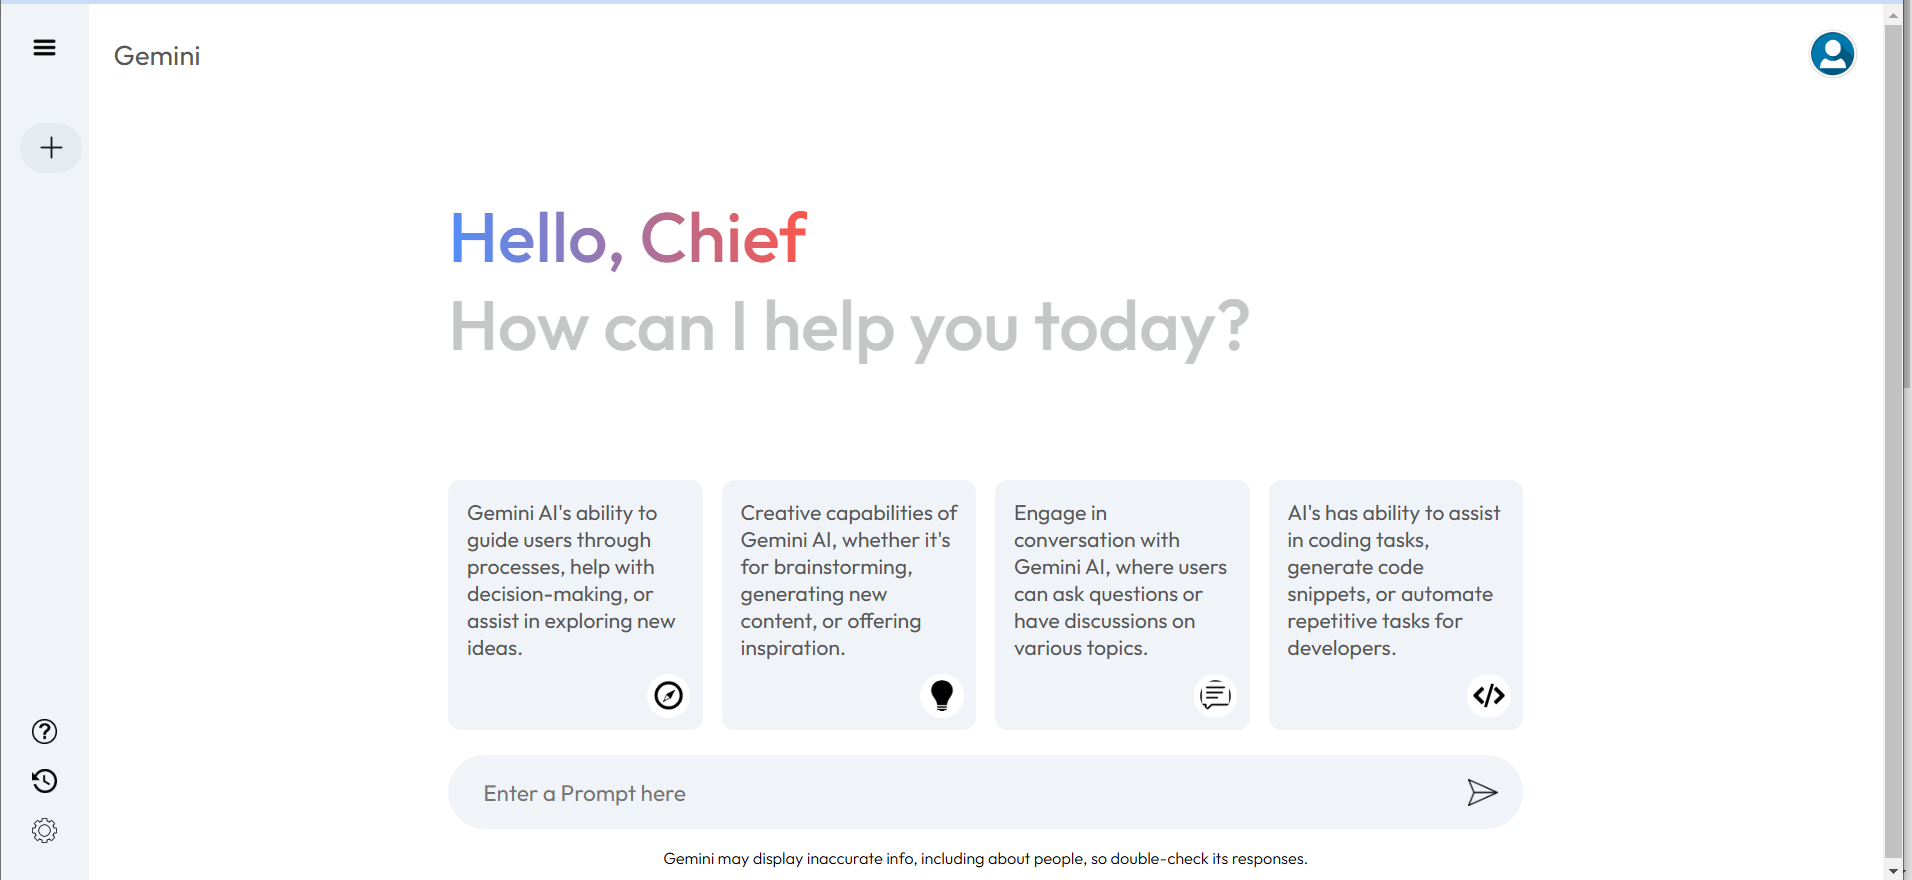 Gemini
Hello, Chief
How can I help you today?
Gemini AI's ability to
guide users through
processes, help with
decision-making, or
assist in exploring new
ideas.
Creative capabilities of
Gemini AI, whether it's
for brainstorming,
generating new
content, or offering
inspiration.
Engage in
conversation with
Gemini AI, where users
can ask questions or
have discussions on
various topics.
AI's has ability to assist
in coding tasks,
generate code
snippets, or automate
repetitive tasks for
developers.
Enter a Prompt here
Gemini may display inaccurate info, including about people, so double-check its responses.